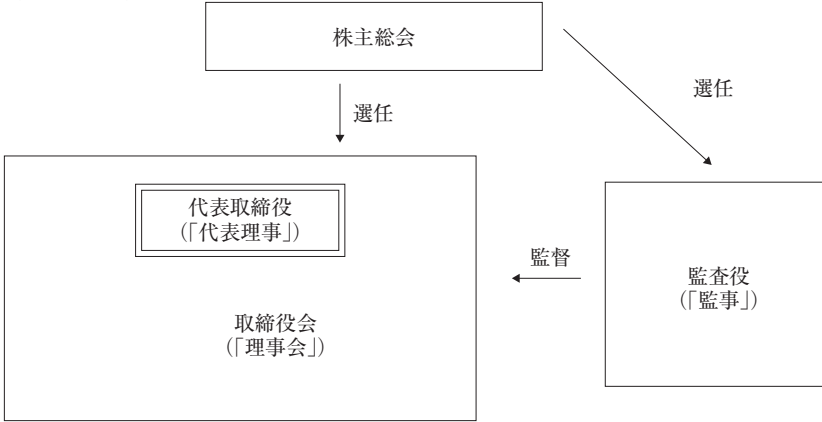 株主総会
選任
選任
代表取締役
(「代表理事」)
監督
監査役
(「監事」)
取締役会
(「理事会」)